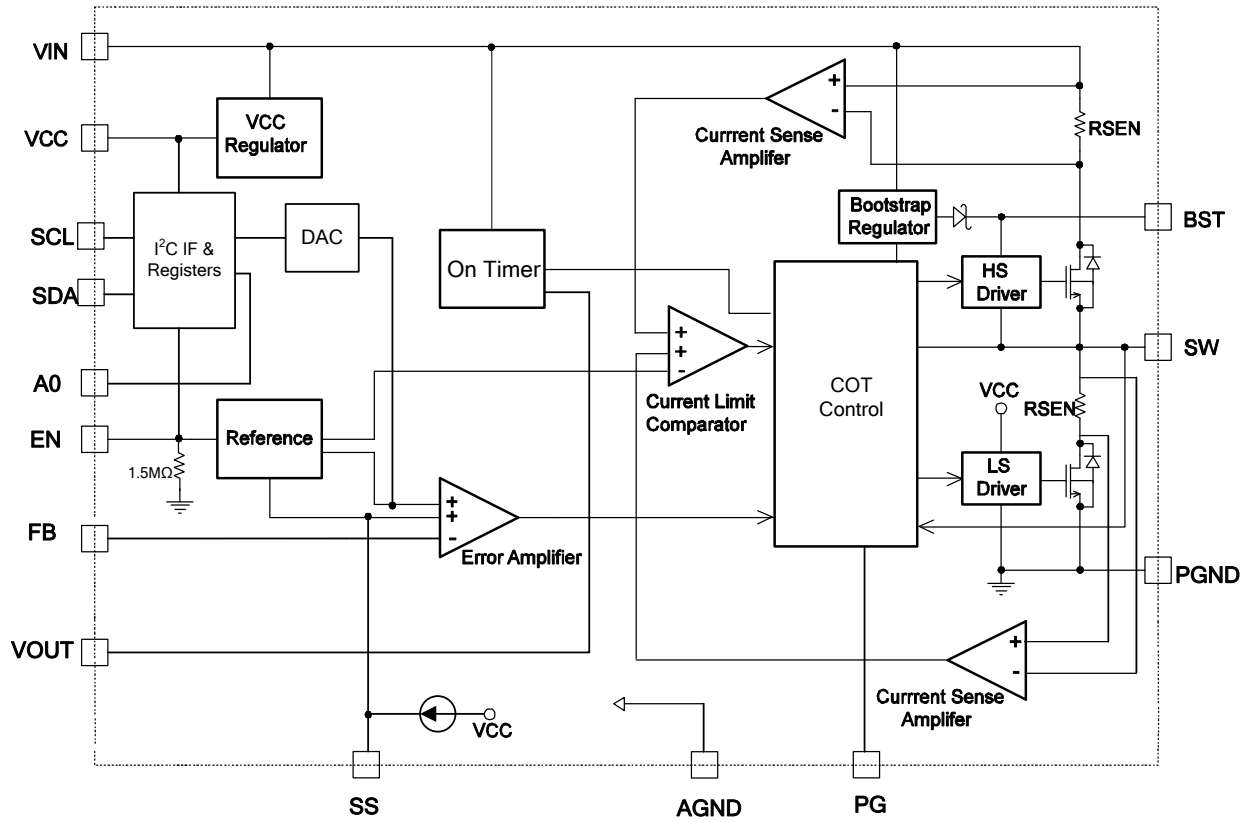 VIN
VCC
Regulator
+
-
Currrent Sense
Amplifer
RSEN
VCC
SCL
I²C IF &
Registers
DAC
Bootstrap
Regulator
BST
On Timer
HS
Driver
SDA
+
+
-
Current Limit
Comparator
COT
Control
SW
A0
VCC
RSEN
EN
Reference
1.5MΩ
LS
Driver
+
+
-
Error Amplifier
FB
PGND
VOUT
+
-
Currrent Sense
Amplifer
VCC
SS
AGND
PG